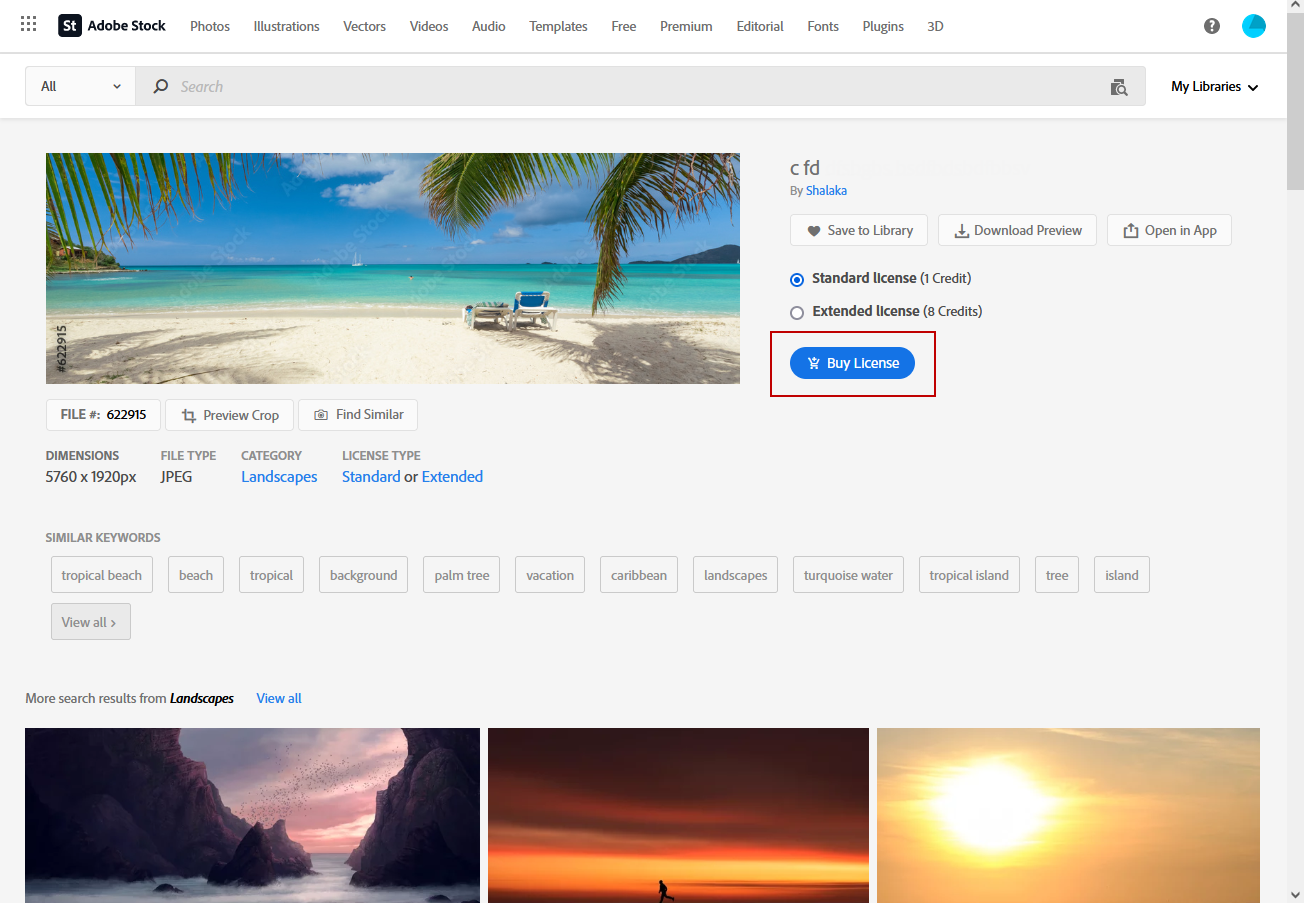 St Adobe Stock Photos Illustrations Vectors Videos Audio Templates Free Premium Editorial Fonts Plugins 3D ?
All Search My Libraries
Adobe Stock
#622915
c fd
By Shalaka
Save to Library Download Preview Open in App
Standard license (1 Credit)
Extended license (8 Credits)
Buy License
FILE #: 622915 Preview Crop Find Similar
DIMENSIONS FILE TYPE CATEGORY LICENSE TYPE
5760 x 1920px JPEG Landscapes Standard or Extended
SIMILAR KEYWORDS
tropical beach beach tropical background palm tree vacation caribbean landscapes turquoise water tropical island tree island
View all >
More search results from Landscapes View all